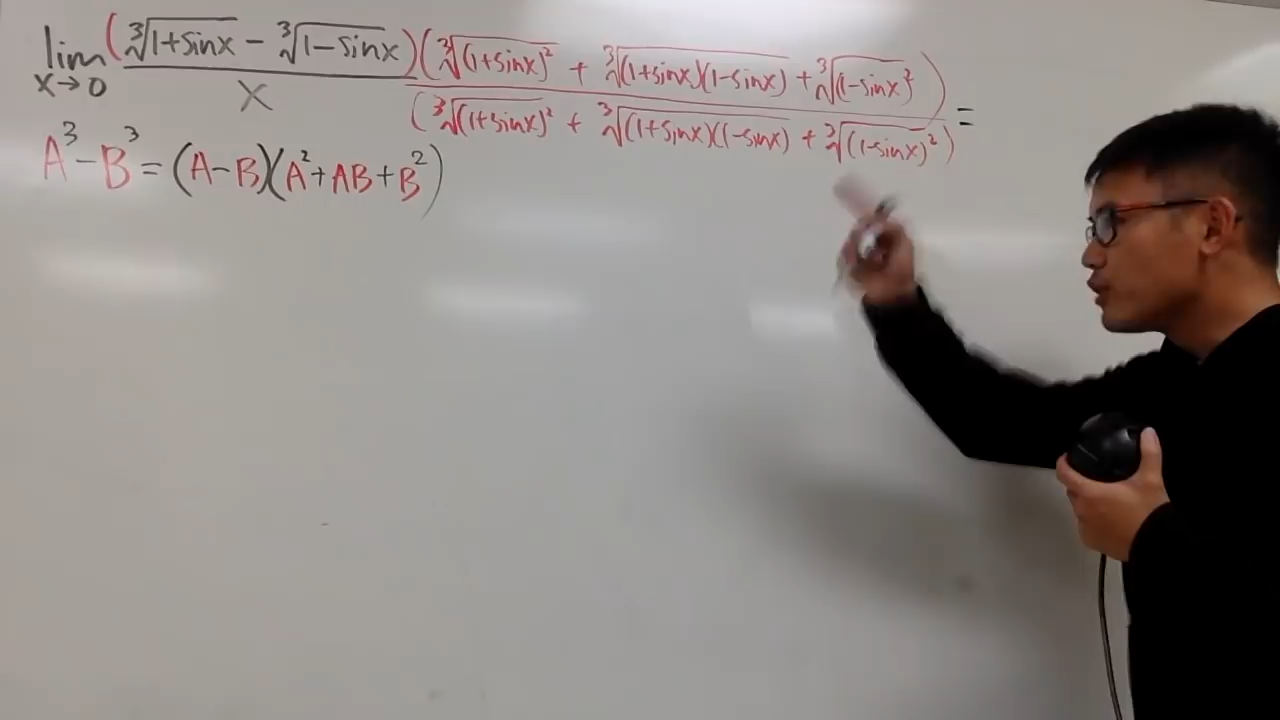 lim x→0 (∛1+sinx - ∛1-sinx)(∛(1+sinx)² + ∛(1+sinx)(1-sinx) + ∛(1-sinx)²) =
x (∛(1+sinx)² + ∛(1+sinx)(1-sinx) + ∛(1-sinx)²)
A³-B³=(A-B)(A²+AB+B²)